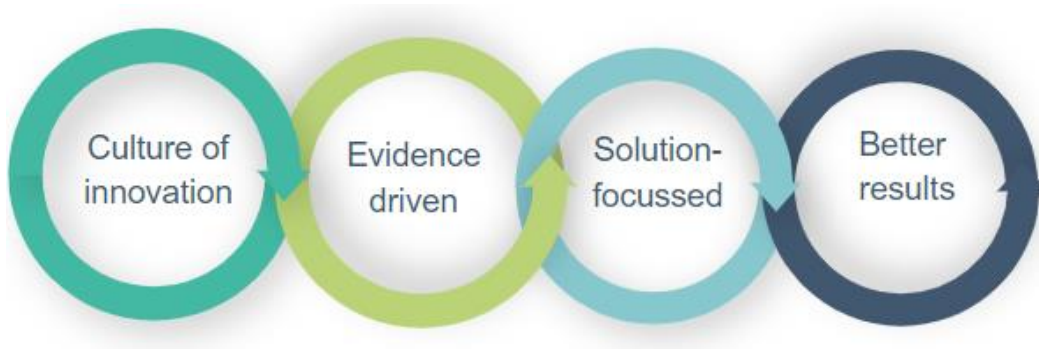 Culture of
innovation
Evidence
driven
Solution-
focussed
Better
results